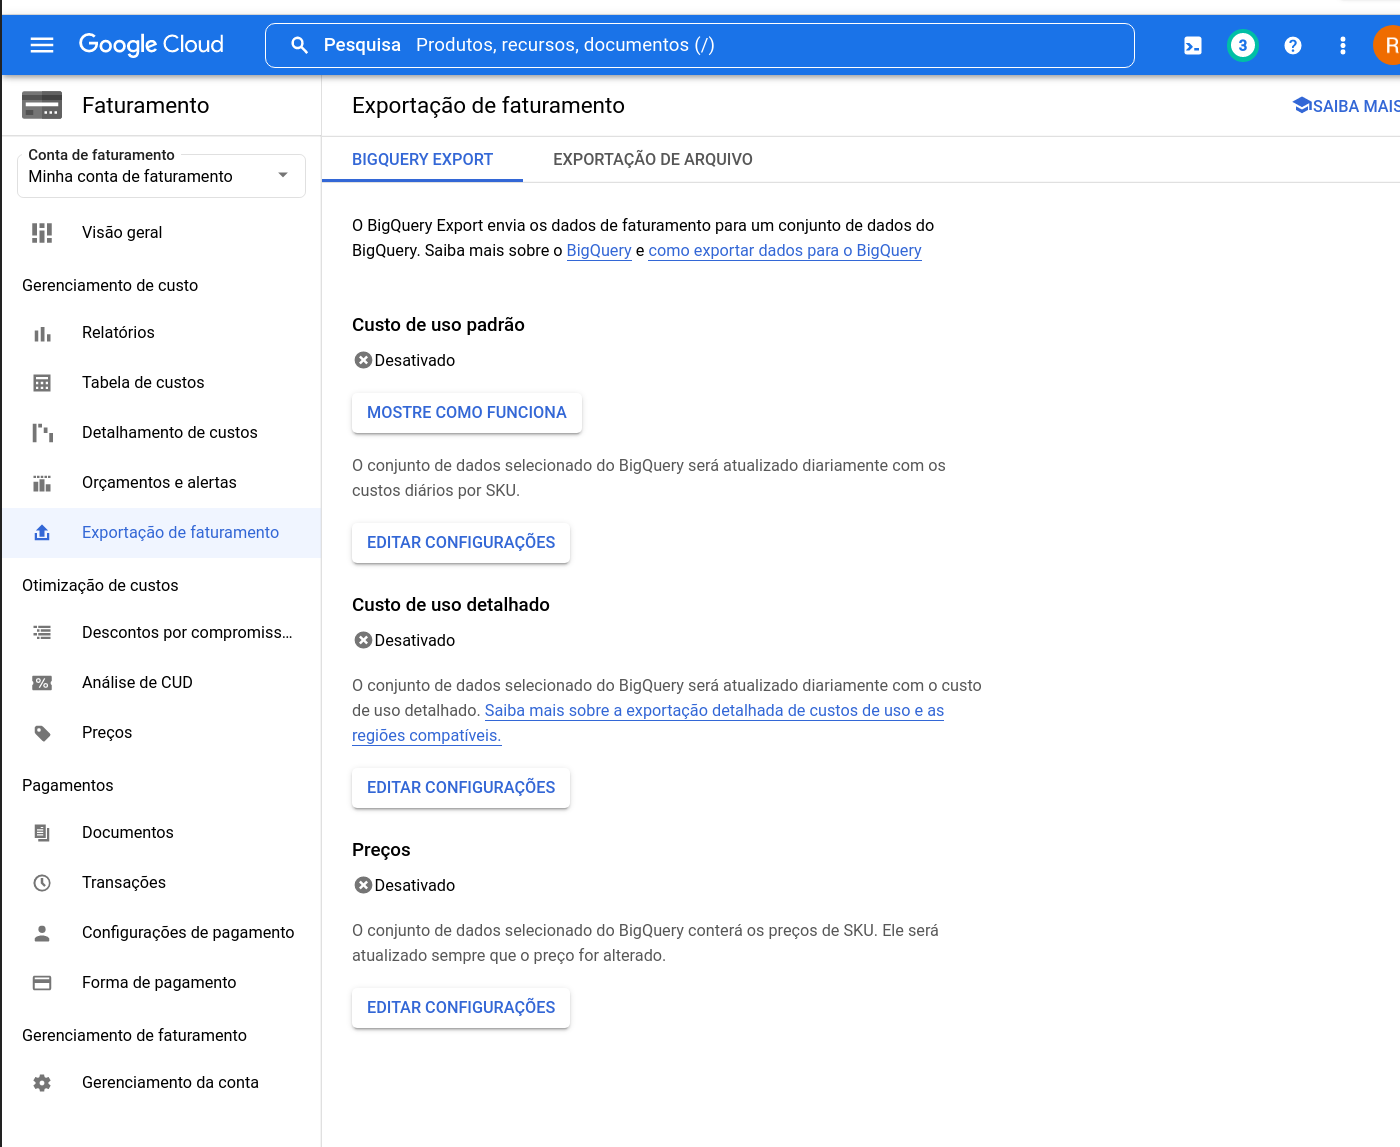 Google Cloud
Pesquisa Produtos, recursos, documentos (/)
3
R
Faturamento
Conta de faturamento
Minha conta de faturamento
Visão geral
Gerenciamento de custo
Relatórios
Tabela de custos
Detalhamento de custos
Orçamentos e alertas
Exportação de faturamento
Otimização de custos
Descontos por compromiss...
Análise de CUD
Preços
Pagamentos
Documentos
Transações
Configurações de pagamento
Forma de pagamento
Gerenciamento de faturamento
Gerenciamento da conta
Exportação de faturamento
SAIBA MAIS
BIGQUERY EXPORT
EXPORTAÇÃO DE ARQUIVO
O BigQuery Export envia os dados de faturamento para um conjunto de dados do
BigQuery. Saiba mais sobre o BigQuery e como exportar dados para o BigQuery
Custo de uso padrão
Desativado
MOSTRE COMO FUNCIONA
O conjunto de dados selecionado do BigQuery será atualizado diariamente com os
custos diários por SKU.
EDITAR CONFIGURAÇÕES
Custo de uso detalhado
Desativado
O conjunto de dados selecionado do BigQuery será atualizado diariamente com o custo
de uso detalhado. Saiba mais sobre a exportação detalhada de custos de uso e as
regiões compatíveis.
EDITAR CONFIGURAÇÕES
Preços
Desativado
O conjunto de dados selecionado do BigQuery conterá os preços de SKU. Ele será
atualizado sempre que o preço for alterado.
EDITAR CONFIGURAÇÕES